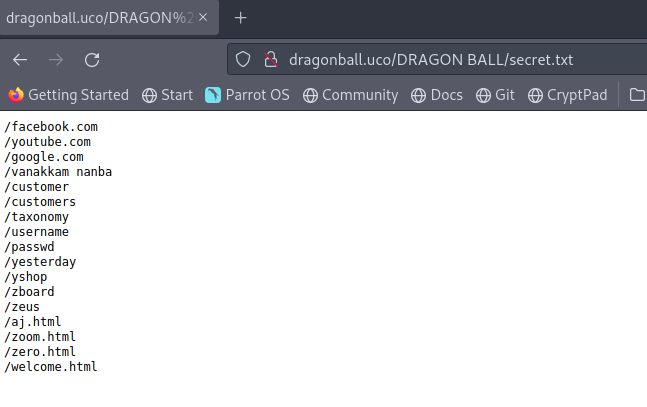 dragonball.uco/DRAGON%2
dragonball.uco/DRAGON BALL/secret.txt
Getting Started Start Parrot OS Community Docs Git CryptPad
/facebook.com
/youtube.com
/google.com
/vanakkam nanba
/customer
/customers
/taxonomy
/username
/passwd
/yesterday
/yshop
/zboard
/zeus
/aj.html
/zoom.html
/zero.html
/welcome.html